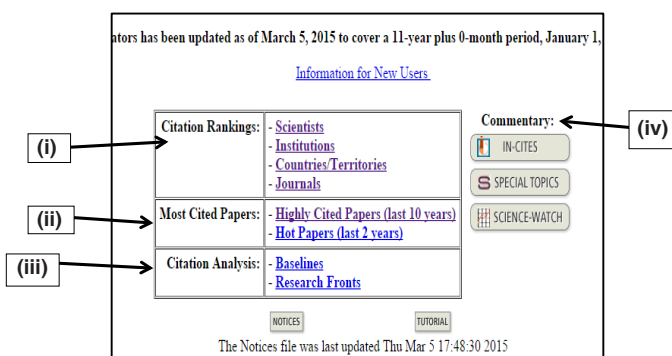 ators has been updated as of March 5, 2015 to cover a 11-year plus 0-month period, January 1,
Information for New Users
(i)
Citation Rankings:
- Scientists
- Institutions
- Countries/Territories
- Journals
Commentary:
(iv)
IN-CITES
SPECIAL TOPICS
SCIENCE-WATCH
(ii)
Most Cited Papers:
- Highly Cited Papers (last 10 years)
- Hot Papers (last 2 years)
(iii)
Citation Analysis:
- Baselines
- Research Fronts
NOTICES
TUTORIAL
The Notices file was last updated Thu Mar 5 17:48:30 2015